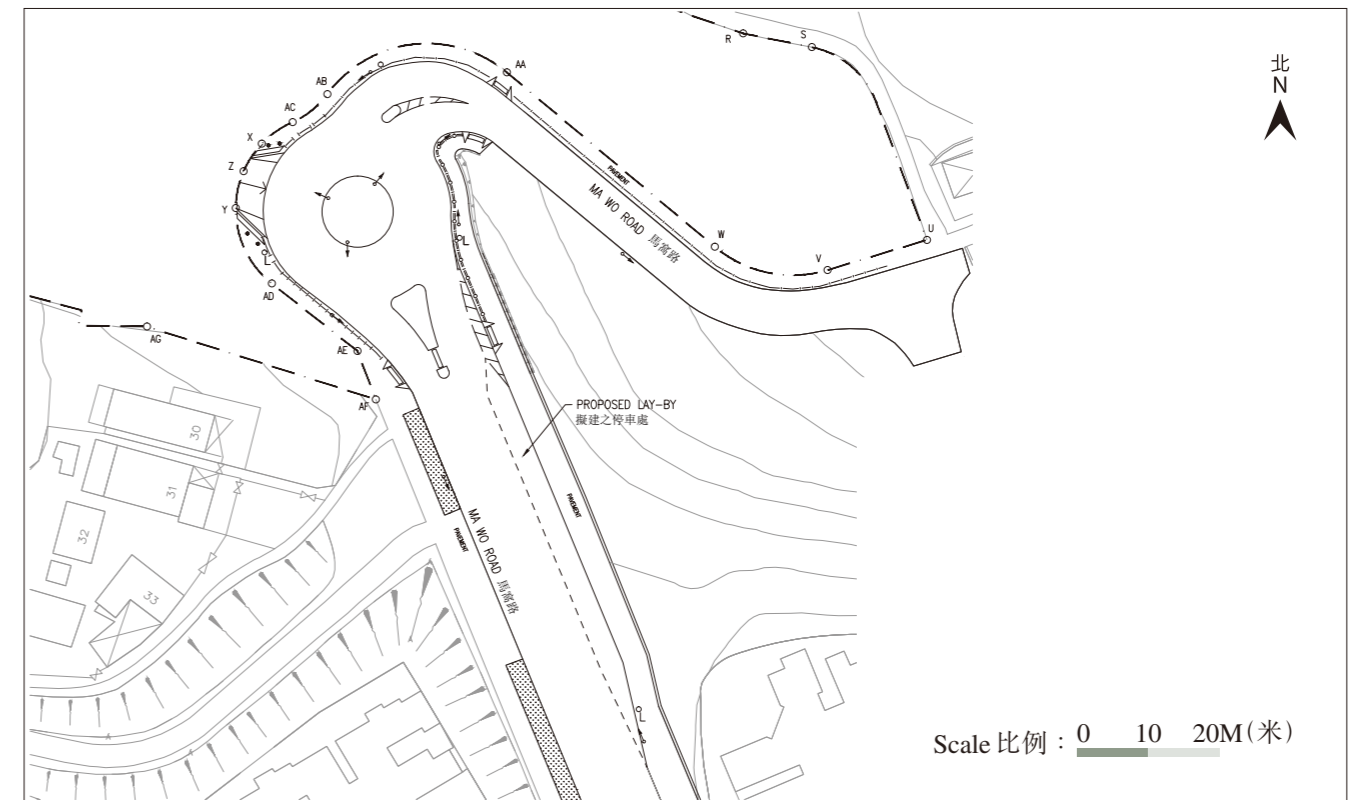 R
S
北
N
AA
AB
AC
X
Z
Y
PAVEMENT
MA WO ROAD 馬窩路
W
V
U
L
L
AD
AE
AG
AF
PROPOSED LAY-BY
擬建之停車處
30
31
32
33
PAVEMENT
PAVEMENT
MA WO ROAD 馬窩路
L
Scale 比例 : 0 10 20M(米)